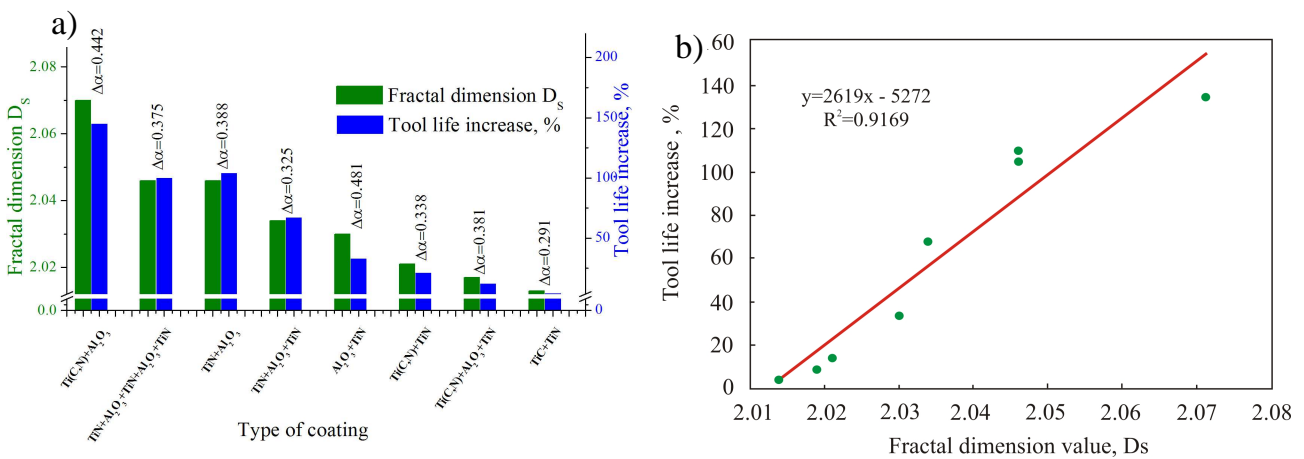 a)
Fractal dimension D_S
2.08
2.06
2.04
2.02
0.0
Δα=0.442
Δα=0.375
Δα=0.388
Δα=0.325
Δα=0.481
Δα=0.338
Δα=0.381
Δα=0.291
Fractal dimension D_s
Tool life increase, %
200
150
100
50
0
Tool life increase, %
Ti(C,N)+Al₂O₃
TiN+Al₂O₃+TiN+Al₂O₃+TiN
TiN+Al₂O₃
TiN+Al₂O₃+TiN
Al₂O₃+TiN
Ti(C,N)+TiN
Ti(C,N)+Al₂O₃+TiN
TiC+TiN
Type of coating
b)
Tool life increase , %
60
140
120
100
80
60
40
20
0
y=2619x - 5272
R²=0.9169
2.01 2.02 2.03 2.04 2.05 2.06 2.07 2.08
Fractal dimension value, Ds